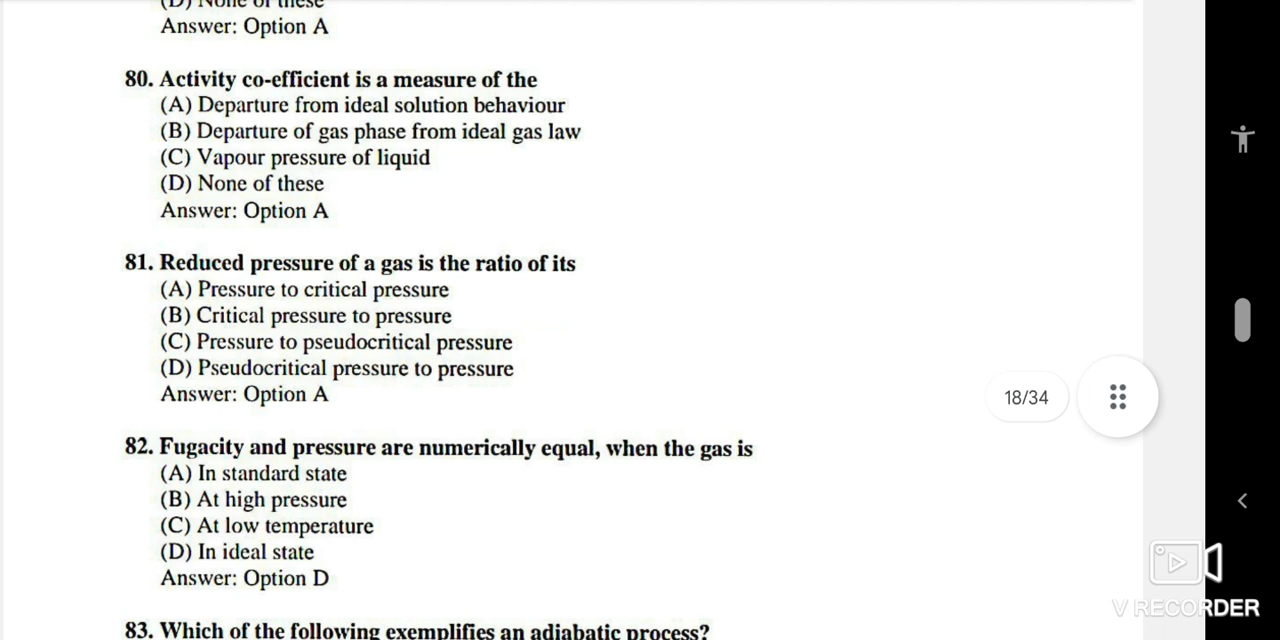 (D) None of these
Answer: Option A
80. Activity co-efficient is a measure of the
(A) Departure from ideal solution behaviour
(B) Departure of gas phase from ideal gas law
(C) Vapour pressure of liquid
(D) None of these
Answer: Option A
81. Reduced pressure of a gas is the ratio of its
(A) Pressure to critical pressure
(B) Critical pressure to pressure
(C) Pressure to pseudocritical pressure
(D) Pseudocritical pressure to pressure
Answer: Option A
18/34
82. Fugacity and pressure are numerically equal, when the gas is
(A) In standard state
(B) At high pressure
(C) At low temperature
(D) In ideal state
Answer: Option D
V RECORDER
83. Which of the following exemplifies an adiabatic process?